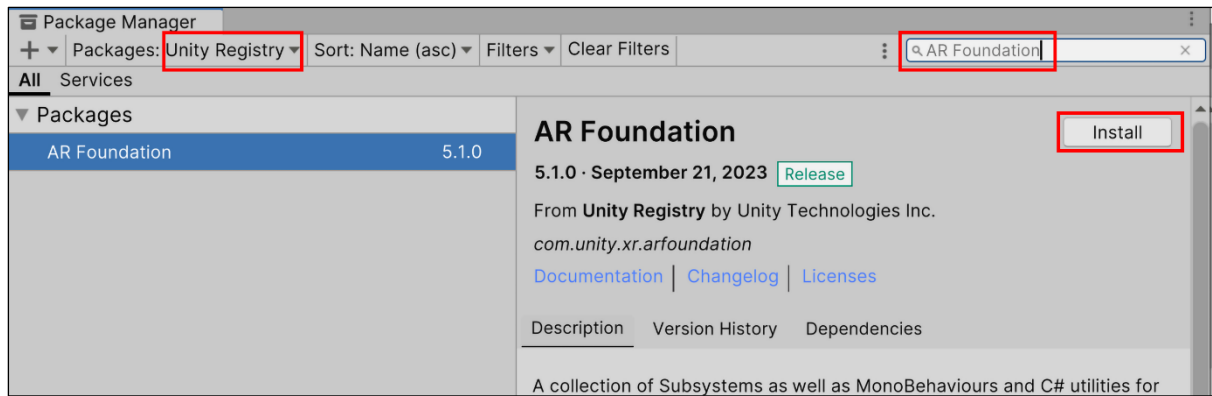 Package Manager
Packages: Unity Registry Sort: Name (asc) Filters Clear Filters AR Foundation
All Services
Packages
AR Foundation 5.1.0
AR Foundation Install
5.1.0 · September 21, 2023 Release
From Unity Registry by Unity Technologies Inc.
com.unity.xr.arfoundation
Documentation | Changelog | Licenses
Description Version History Dependencies
A collection of Subsystems as well as MonoBehaviours and C# utilities for